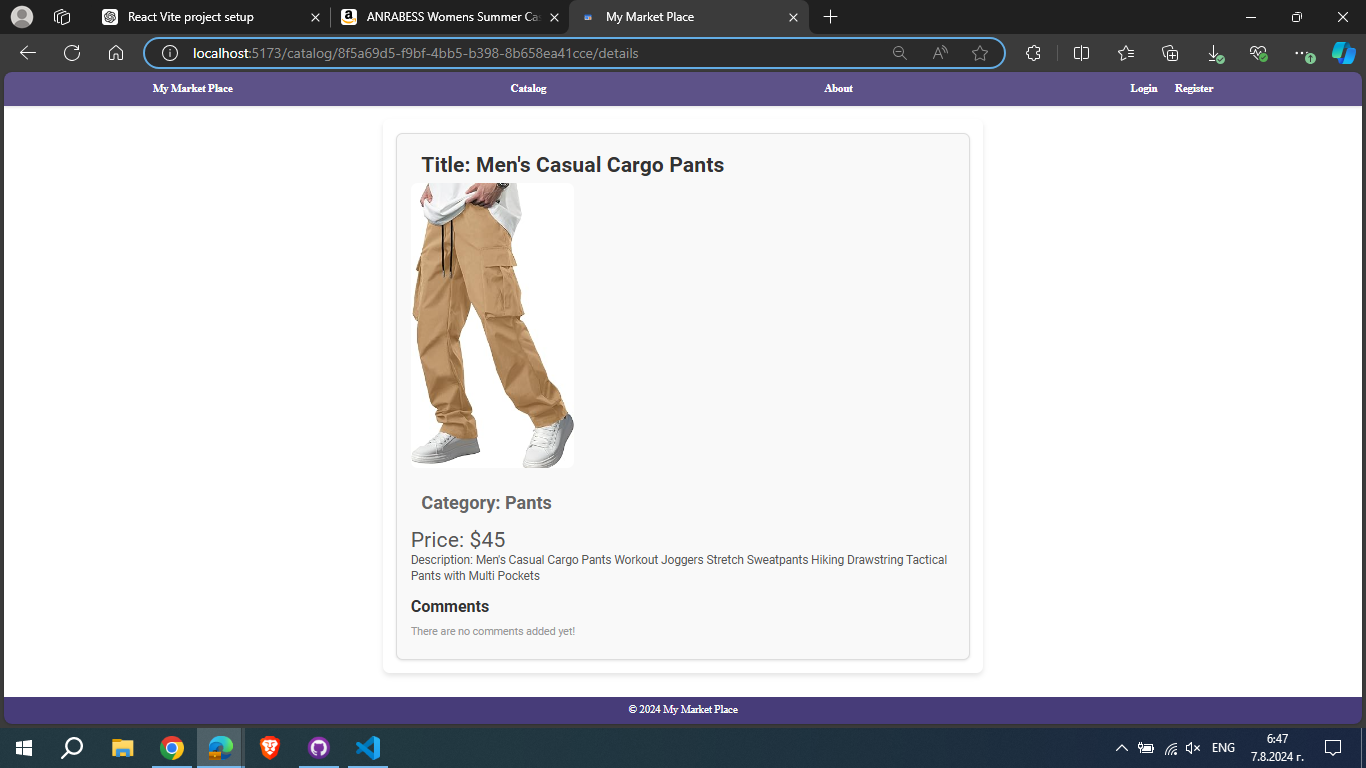 React Vite project setup
ANRABESS Womens Summer Cas
My Market Place
localhost:5173/catalog/8f5a69d5-f9bf-4bb5-b398-8b658ea41cce/details
My Market Place Catalog About Login Register
Title: Men's Casual Cargo Pants
Category: Pants
Price: $45
Description: Men's Casual Cargo Pants Workout Joggers Stretch Sweatpants Hiking Drawstring Tactical
Pants with Multi Pockets
Comments
There are no comments added yet!
© 2024 My Market Place
ENG
6:47
7.8.2024 г.